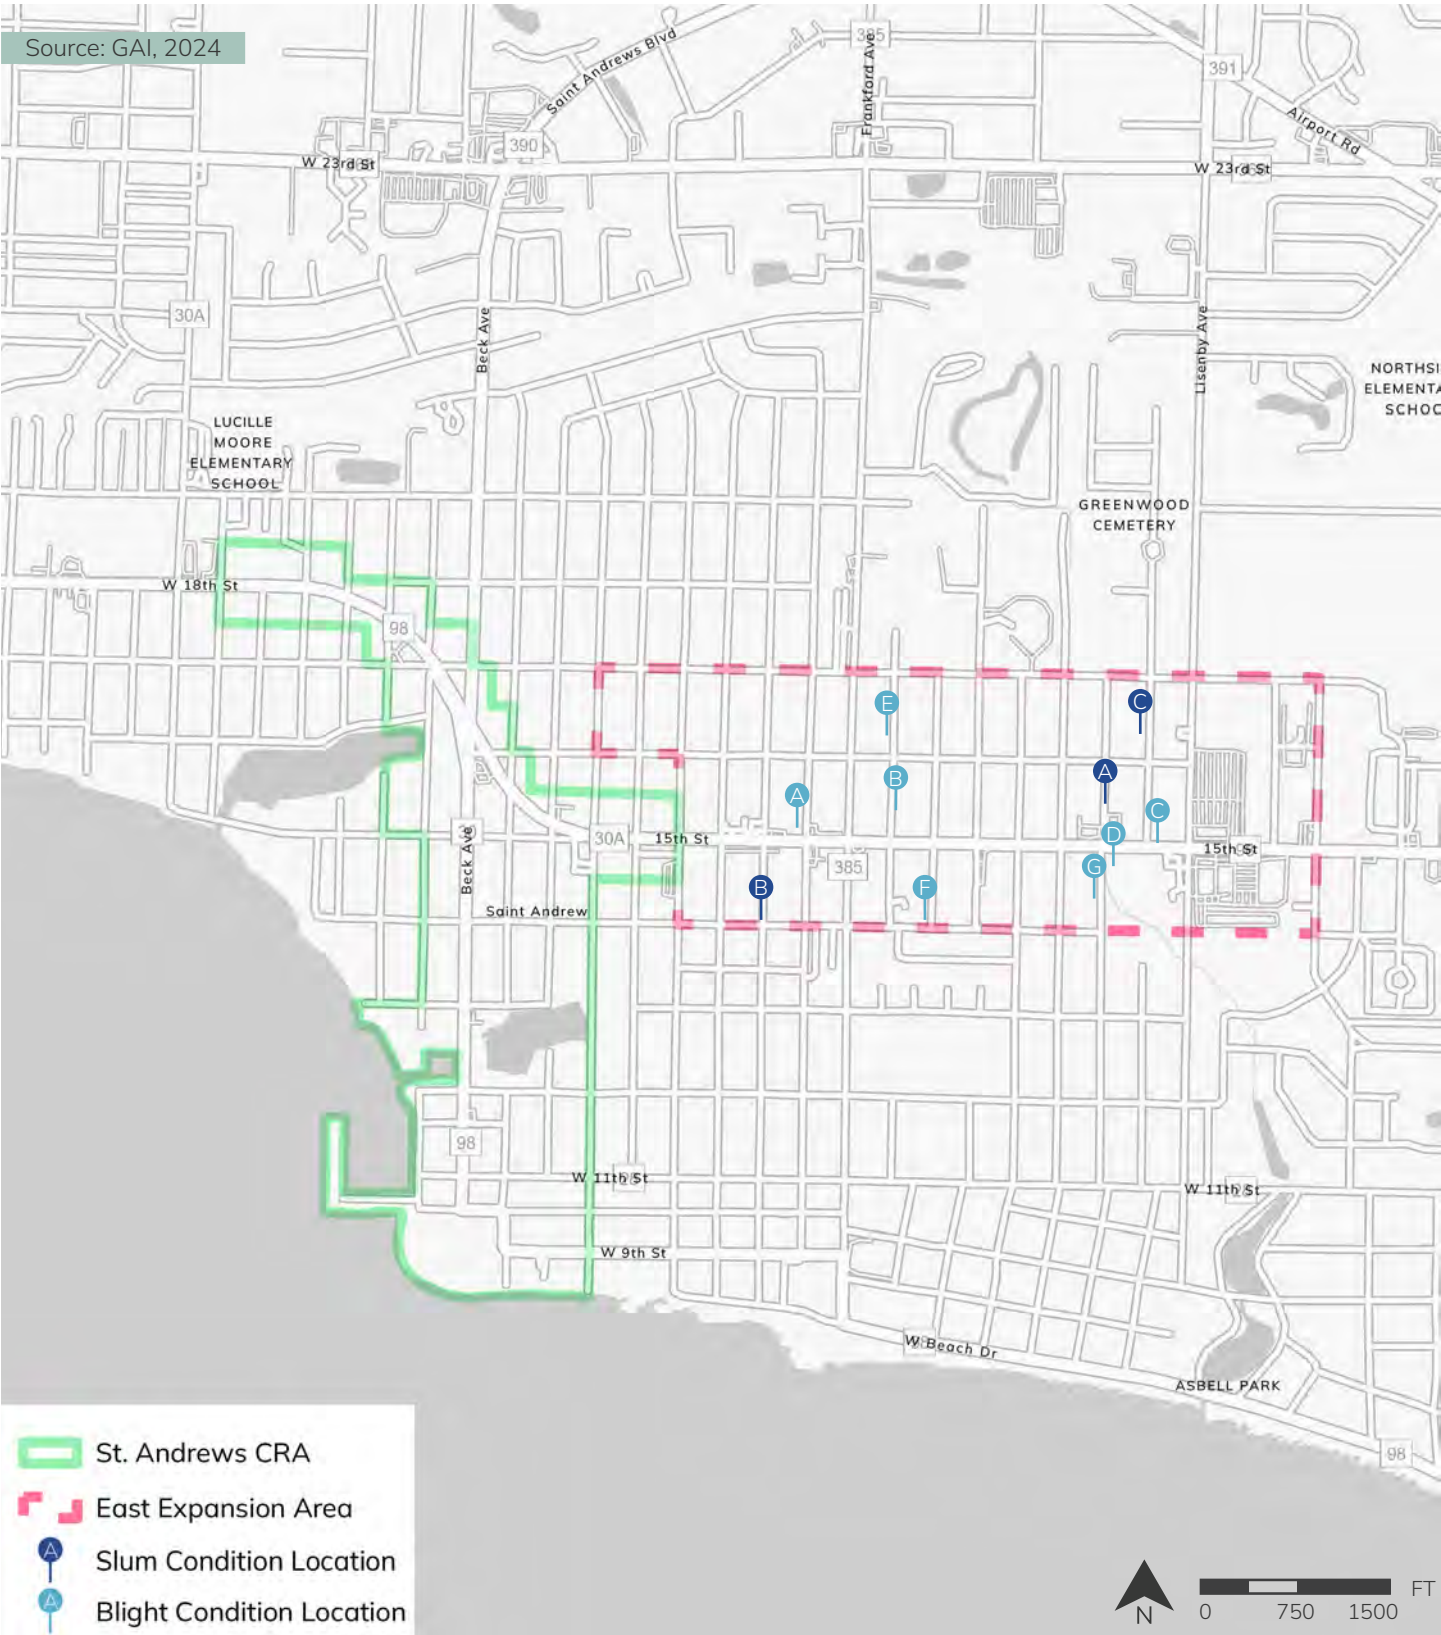 Source: GAI, 2024
385
Saint Andrews Blvd
Frankford Ave
391
Airport Rd
390
W 23rd St
W 23rd St
30A
Beck Ave
Lisenby Ave
NORTHSI
ELEMENTA
SCHOO
LUCILLE
MOORE
ELEMENTARY
SCHOOL
GREENWOOD
CEMETERY
W 18th St
98
E
C
A
B
A
C
D
30A
15th St
15th St
Beck Ave
385
G
B
F
Saint Andrew
98
W 11th St
W 11th St
W 9th St
W Beach Dr
ASBELL PARK
98
St. Andrews CRA
East Expansion Area
A
Slum Condition Location
A
Blight Condition Location
N
0 750 1500 FT